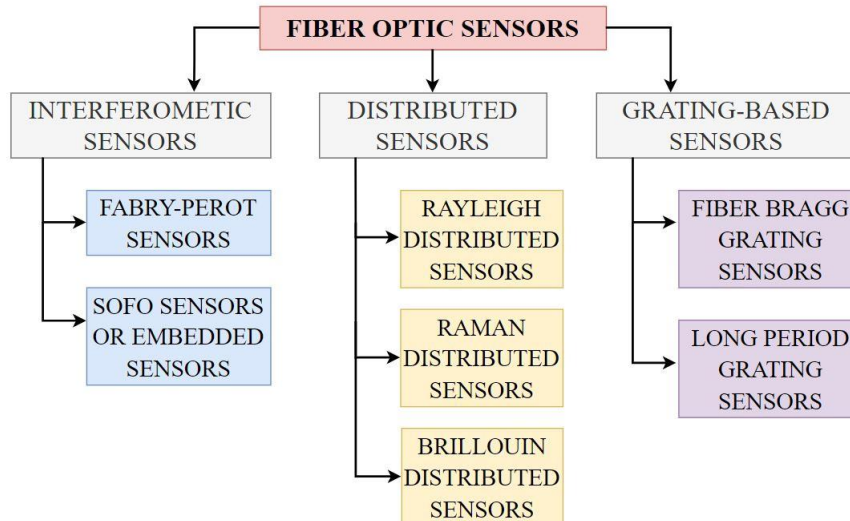 FIBER OPTIC SENSORS
INTERFEROMETIC
SENSORS
FABRY-PEROT
SENSORS
SOFO SENSORS
OR EMBEDDED
SENSORS
DISTRIBUTED
SENSORS
RAYLEIGH
DISTRIBUTED
SENSORS
RAMAN
DISTRIBUTED
SENSORS
BRILLOUIN
DISTRIBUTED
SENSORS
GRATING-BASED
SENSORS
FIBER BRAGG
GRATING
SENSORS
LONG PERIOD
GRATING
SENSORS